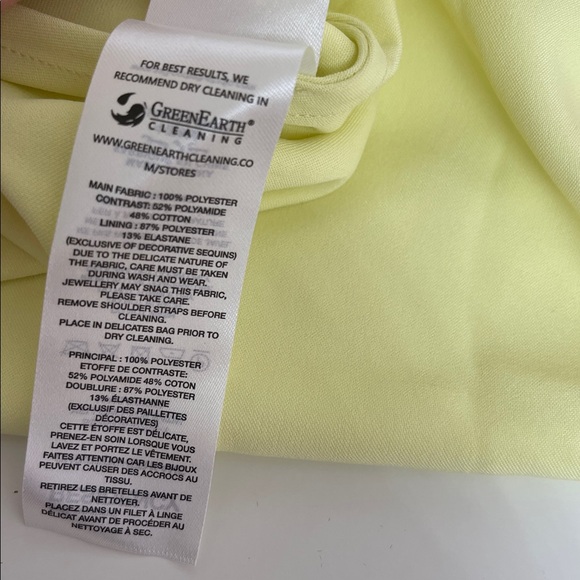 FOR BEST RESULTS, WE
RECOMMEND DRY CLEANING IN
GREENEARTH®
CLEANING
WWW.GREENEARTHCLEANING.CO
M/STORES
MAIN FABRIC : 100% POLYESTER
CONTRAST: 52% POLYAMIDE
48% COTTON
LINING : 87% POLYESTER
13% ELASTANE
(EXCLUSIVE OF DECORATIVE SEQUINS)
DUE TO THE DELICATE NATURE OF
THE FABRIC, CARE MUST BE TAKEN
DURING WASH AND WEAR.
JEWELLERY MAY SNAG THIS FABRIC,
PLEASE TAKE CARE.
REMOVE SHOULDER STRAPS BEFORE
CLEANING.
PLACE IN DELICATES BAG PRIOR TO
DRY CLEANING.
PRINCIPAL : 100% POLYESTER
ETOFFE DE CONTRASTE:
52% POLYAMIDE 48% COTON
DOUBLURE : 87% POLYESTER
13% ÉLASTHANNE
(EXCLUSIF DES PAILLETTES
DÉCORATIVES)
CETTE ÉTOFFE EST DÉLICATE,
PRENEZ-EN SOIN LORSQUE VOUS
LAVEZ ET PORTEZ LE VÊTEMENT.
FAITES ATTENTION CAR LES BIJOUX
PEUVENT CAUSER DES ACCROCS AU
TISSU.
RETIREZ LES BRETELLES AVANT DE
NETTOYER.
PLACEZ DANS UN FILET À LINGE
DÉLICAT AVANT DE PROCÉDER AU
NETTOYAGE À SEC.